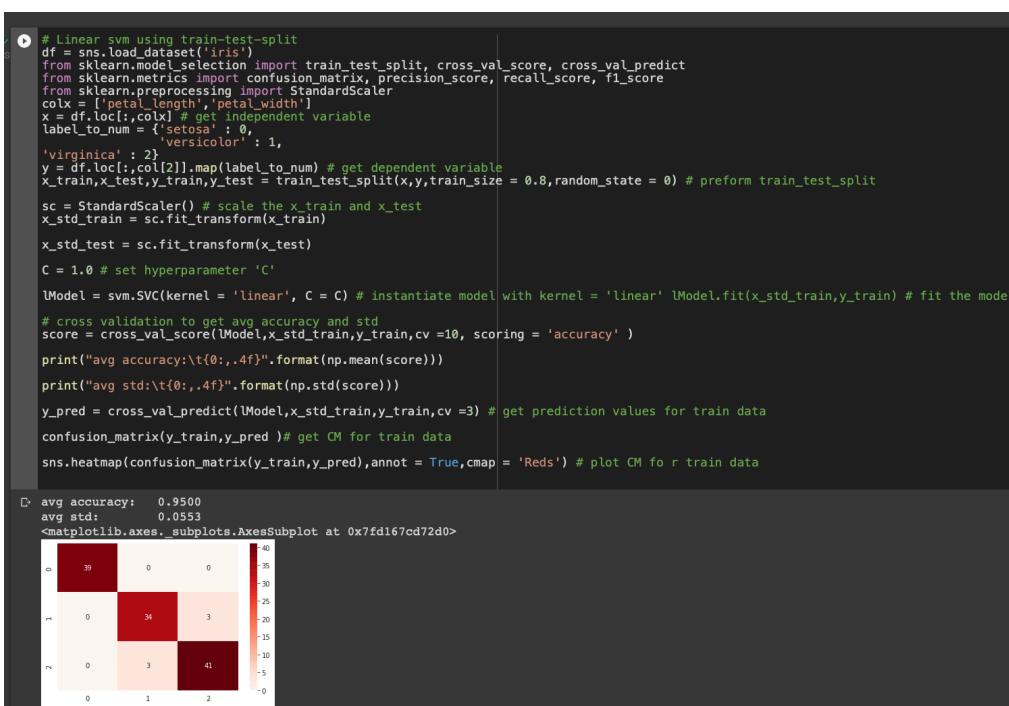 # Linear svm using train-test-split
df = sns.load_dataset('iris')
from sklearn.model_selection import train_test_split, cross_val_score, cross_val_predict
from sklearn.metrics import confusion_matrix, precision_score, recall_score, f1_score
from sklearn.preprocessing import StandardScaler
colx = ['petal_length','petal_width']
x = df.loc[:,colx] # get independent variable
label_to_num = {'setosa' : 0,
'versicolor' : 1,
'virginica' : 2}
y = df.loc[:,col[2]].map(label_to_num) # get dependent variable
x_train,x_test,y_train,y_test = train_test_split(x,y,train_size = 0.8,random_state = 0) # preform train_test_split
sc = StandardScaler() # scale the x_train and x_test
x_std_train = sc.fit_transform(x_train)
x_std_test = sc.fit_transform(x_test)
C = 1.0 # set hyperparameter 'C'
lModel = svm.SVC(kernel = 'linear', C = C) # instantiate model with kernel = 'linear' lModel.fit(x_std_train,y_train) # fit the mode
# cross validation to get avg accuracy and std
score = cross_val_score(lModel,x_std_train,y_train,cv =10, scoring = 'accuracy' )
print("avg accuracy:\t{0:,.4f}".format(np.mean(score)))
print("avg std:\t{0:,.4f}".format(np.std(score)))
y_pred = cross_val_predict(lModel,x_std_train,y_train,cv =3) # get prediction values for train data
confusion_matrix(y_train,y_pred )# get CM for train data
sns.heatmap(confusion_matrix(y_train,y_pred),annot = True,cmap = 'Reds') # plot CM fo r train data
avg accuracy: 0.9500
avg std: 0.0553
<matplotlib.axes._subplots.AxesSubplot at 0x7fd167cd72d0>
0 39 0 0
1 0 34 3
2 0 3 41
0 1 2
40
35
30
25
20
15
10
5
0